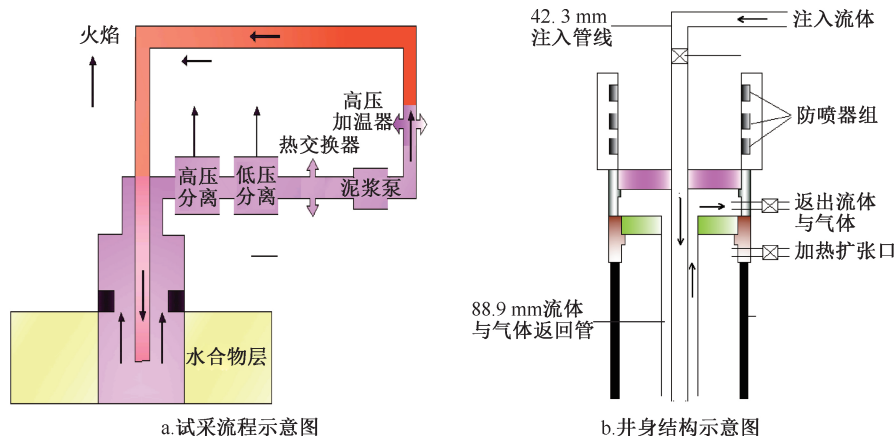 火焰
高压
加温器
热交换器
高压
分离
低压
分离
泥浆泵
水合物层
a.试采流程示意图
42.3 mm
注入管线
注入流体
防喷器组
返出流体
与气体
加热扩张口
88.9 mm流体
与气体返回管
b.井身结构示意图